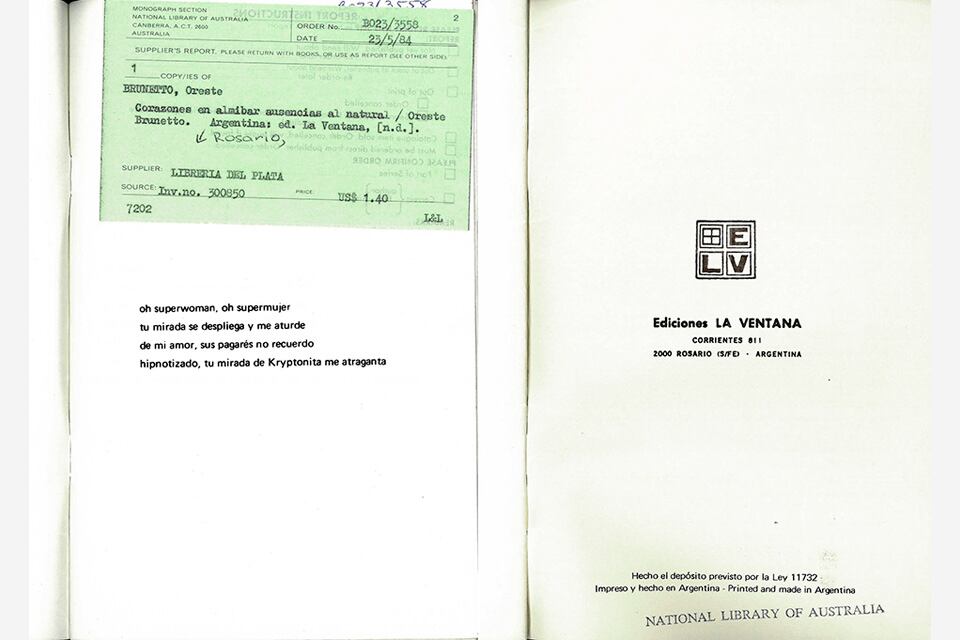 B023/3558
MONOGRAPH SECTION
NATIONAL LIBRARY OF AUSTRALIA
CANBERRA, A.C.T. 2600
AUSTRALIA
2
ORDER No. B023/3558
DATE 23/5/84
SUPPLIER'S REPORT. PLEASE RETURN WITH BOOKS, OR USE AS REPORT (SEE OTHER SIDE)
1 COPY/IES OF
BRUNETTO, Oreste
Corazones en almibar ausencias al natural / Oreste
Brunetto. Argentina: ed. La Ventana, [n.d.].
Rosario,
SUPPLIER: LIBRERIA DEL PLATA
SOURCE: Inv.no. 300850 PRICE: US$ 1.40
7202 L&L
oh superwoman, oh supermujer
tu mirada se despliega y me aturde
de mi amor, sus pagarés no recuerdo
hipnotizado, tu mirada de Kryptonita me atraganta
E
L V
Ediciones LA VENTANA
CORRIENTES 811
2000 ROSARIO (S/FE) - ARGENTINA
Hecho el depósito previsto por la Ley 11732
Impreso y hecho en Argentina - Printed and made in Argentina
NATIONAL LIBRARY OF AUSTRALIA